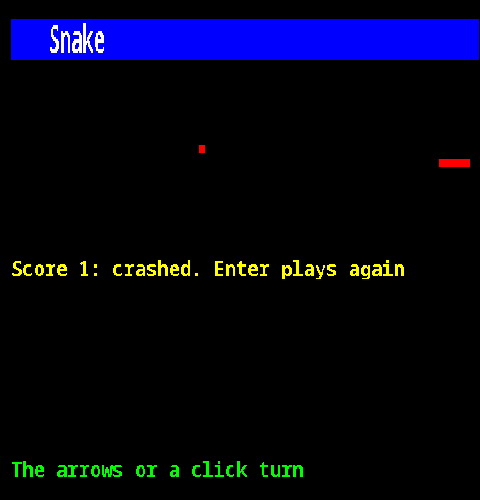 Snake
Score 1: crashed. Enter plays again
The arrows or a click turn